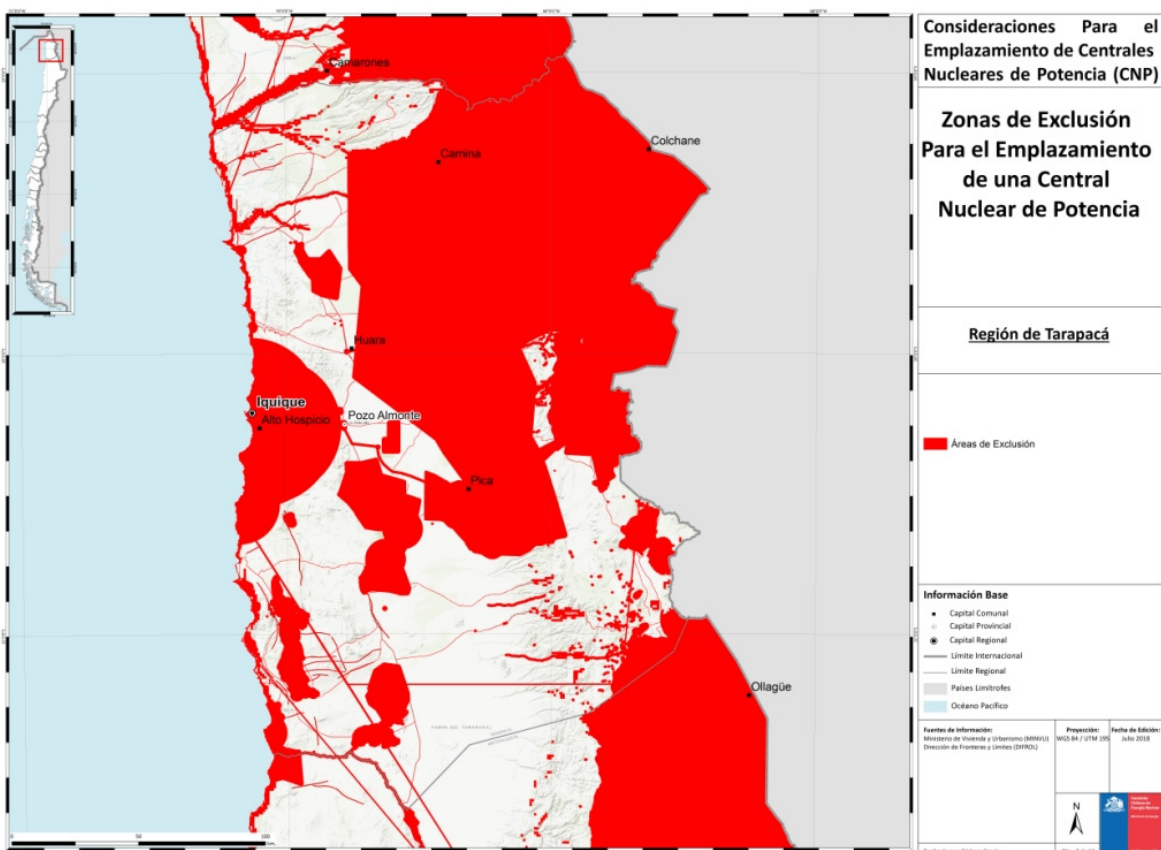 Consideraciones Para el
Emplazamiento de Centrales
Nucleares de Potencia (CNP)
Zonas de Exclusión
Para el Emplazamiento
de una Central
Nuclear de Potencia
Región de Tarapacá
Áreas de Exclusión
Información Base
Capital Comunal
Capital Provincial
Capital Regional
Límite Internacional
Límite Regional
Países Limítrofes
Océano Pacífico
Fuentes de Información:
Ministerio de Vivienda y Urbanismo (MINVU)
Dirección de Fronteras y Límites (DIFROL)
Proyección:
WGS 84 / UTM 19S
Fecha de Edición:
Julio 2018
N
Camarones
Colchane
Camina
Huara
Iquique
Alto Hospicio
Pozo Almonte
Pica
Ollagüe
PAMPA DEL TAMARUGAL
0 50 100